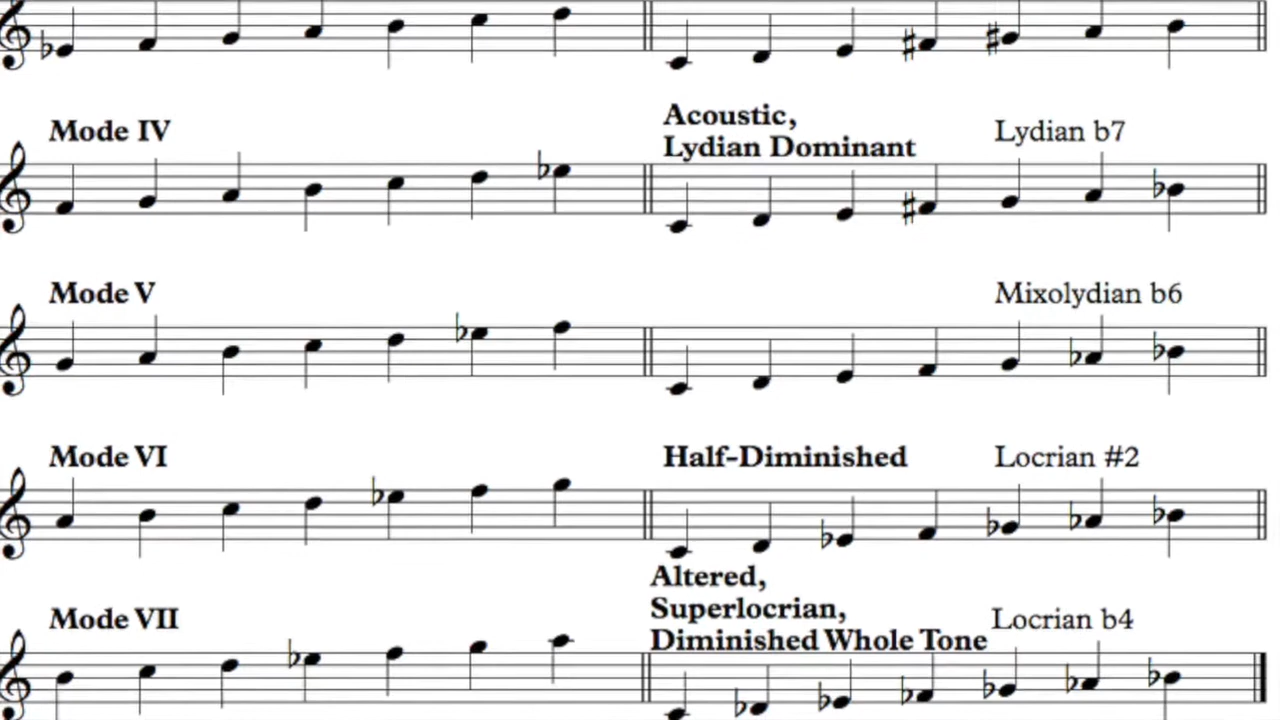 Mode IV
Acoustic,
Lydian Dominant
Lydian b7
Mode V
Mixolydian b6
Mode VI
Half-Diminished
Locrian #2
Mode VII
Altered,
Superlocrian,
Diminished Whole Tone
Locrian b4